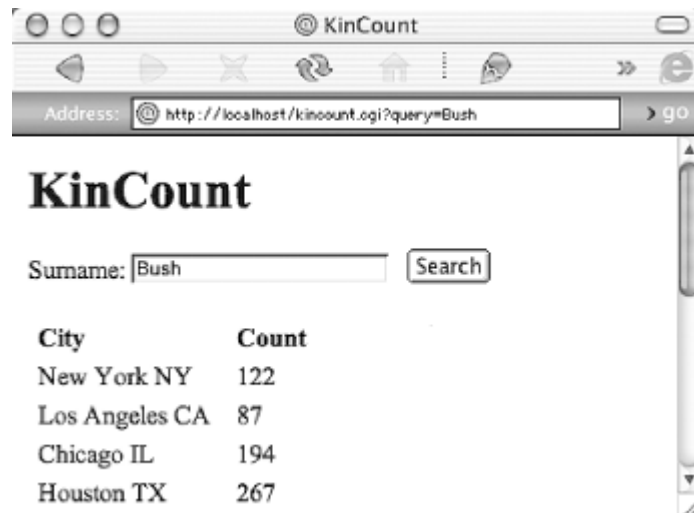 KinCount
Address: http://localhost/kincount.cgi?query=Bush go
KinCount
Surname: Bush Search
City Count
New York NY 122
Los Angeles CA 87
Chicago IL 194
Houston TX 267